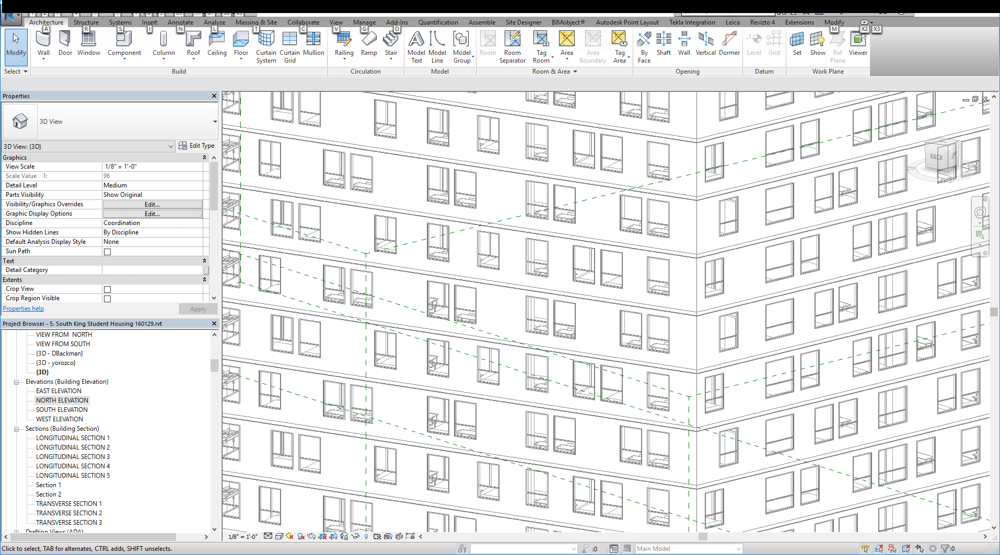 Architecture Structure Systems Insert Annotate Analyze Massing & Site Collaborate View Manage Add-Ins Quantification Assemble Site Designer BIMobject® Autodesk Point Layout Tekla Integration Leica Revizto 4 Extensions Modify
A R S I N L T C V G D M X2 X3
Modify Wall Door Window Component Column Roof Ceiling Floor Curtain System Curtain Grid Mullion Railing Ramp Stair Model Text Model Line Model Group Room Room Separator Tag Room Area Area Boundary Tag Area By Face Shaft Wall Vertical Dormer Level Grid Set Show Ref Plane Viewer
Select Build Circulation Model Room & Area Opening Datum Work Plane
Properties
3D View
3D View: {3D} Edit Type
Graphics
View Scale 1/8" = 1'-0"
Scale Value 1: 96
Detail Level Medium
Parts Visibility Show Original
Visibility/Graphics Overrides Edit...
Graphic Display Options Edit...
Discipline Coordination
Show Hidden Lines By Discipline
Default Analysis Display Style None
Sun Path
Text
Detail Category
Extents
Crop View
Crop Region Visible
Properties help Apply
Project Browser - 5. South King Student Housing 160129.rvt
VIEW FROM NORTH
VIEW FROM SOUTH
{3D - DBackman}
{3D - yorozco}
{3D}
Elevations (Building Elevation)
EAST ELEVATION
NORTH ELEVATION
SOUTH ELEVATION
WEST ELEVATION
Sections (Building Section)
LONGITUDINAL SECTION 1
LONGITUDINAL SECTION 2
LONGITUDINAL SECTION 3
LONGITUDINAL SECTION 4
LONGITUDINAL SECTION 5
Section 1
Section 2
TRANSVERSE SECTION 1
TRANSVERSE SECTION 2
TRANSVERSE SECTION 3
Drafting Views (ADA)
BACK
1/8" = 1'-0"
Click to select, TAB for alternates, CTRL adds, SHIFT unselects.
:0
Main Model
:0